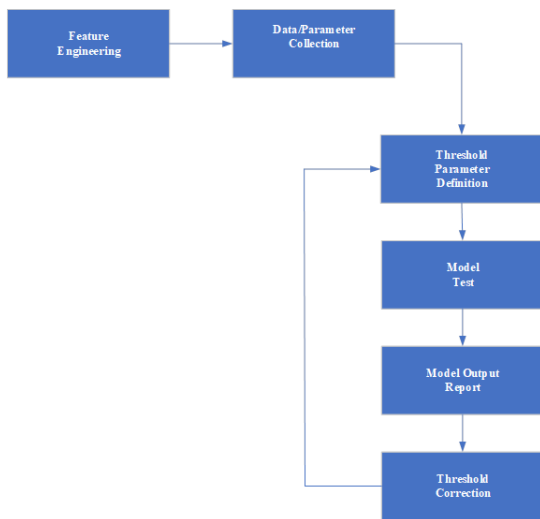 Feature
Engineering
Data/Parameter
Collection
Threshold
Parameter
Definition
Model
Test
Model Output
Report
Threshold
Correction